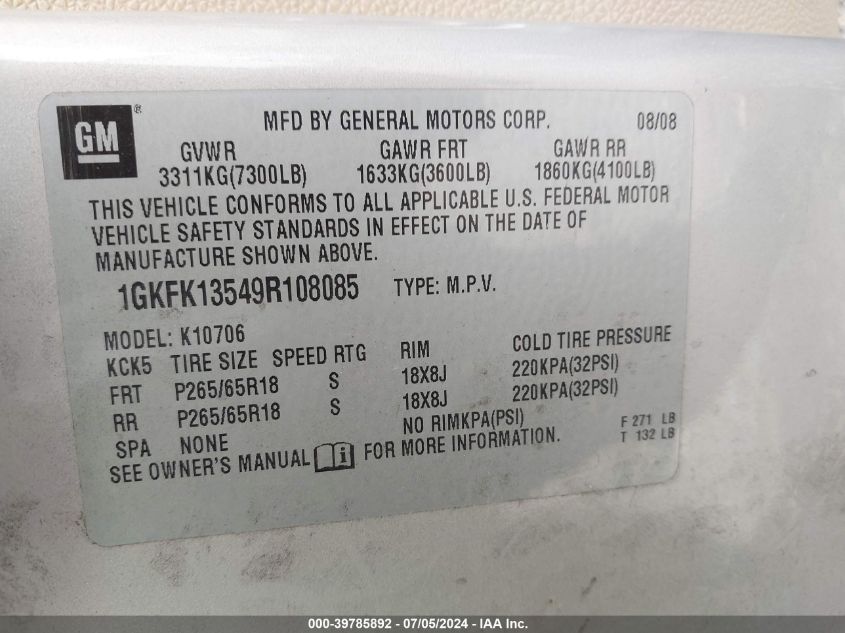 GM ® MFD BY GENERAL MOTORS CORP. 08/08
GVWR GAWR FRT GAWR RR
3311KG(7300LB) 1633KG(3600LB) 1860KG(4100LB)
THIS VEHICLE CONFORMS TO ALL APPLICABLE U.S. FEDERAL MOTOR
VEHICLE SAFETY STANDARDS IN EFFECT ON THE DATE OF
MANUFACTURE SHOWN ABOVE.
1GKFK13549R108085 TYPE: M.P.V.
MODEL: K10706
KCK5 TIRE SIZE SPEED RTG RIM COLD TIRE PRESSURE
FRT P265/65R18 S 18X8J 220KPA(32PSI)
RR P265/65R18 S 18X8J 220KPA(32PSI)
SPA NONE NO RIMKPA(PSI) F 271 LB
SEE OWNER'S MANUAL i FOR MORE INFORMATION. T 132 LB
000-39785892 - 07/05/2024 - IAA Inc.